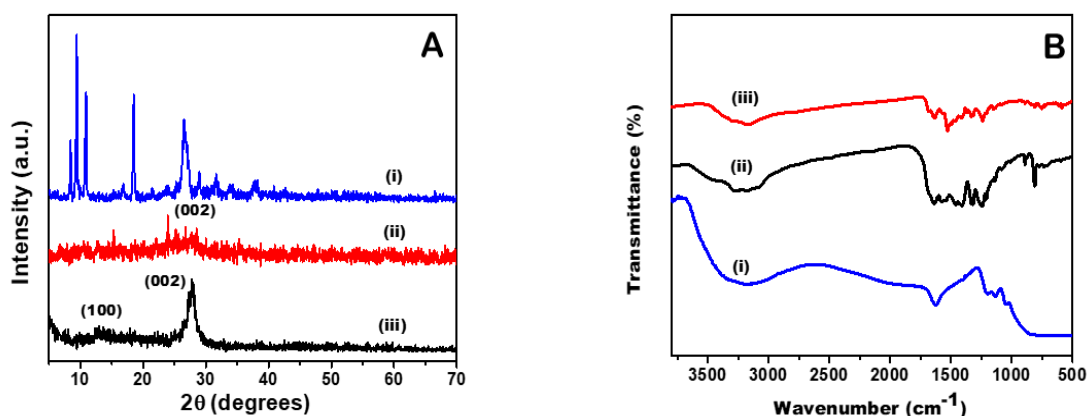 A
Intensity (a.u.)
(i)
(002)
(ii)
(002)
(100)
(iii)
10 20 30 40 50 60 70
2θ (degrees)
B
Transmittance (%)
(iii)
(ii)
(i)
3500 3000 2500 2000 1500 1000 500
Wavenumber (cm-1)